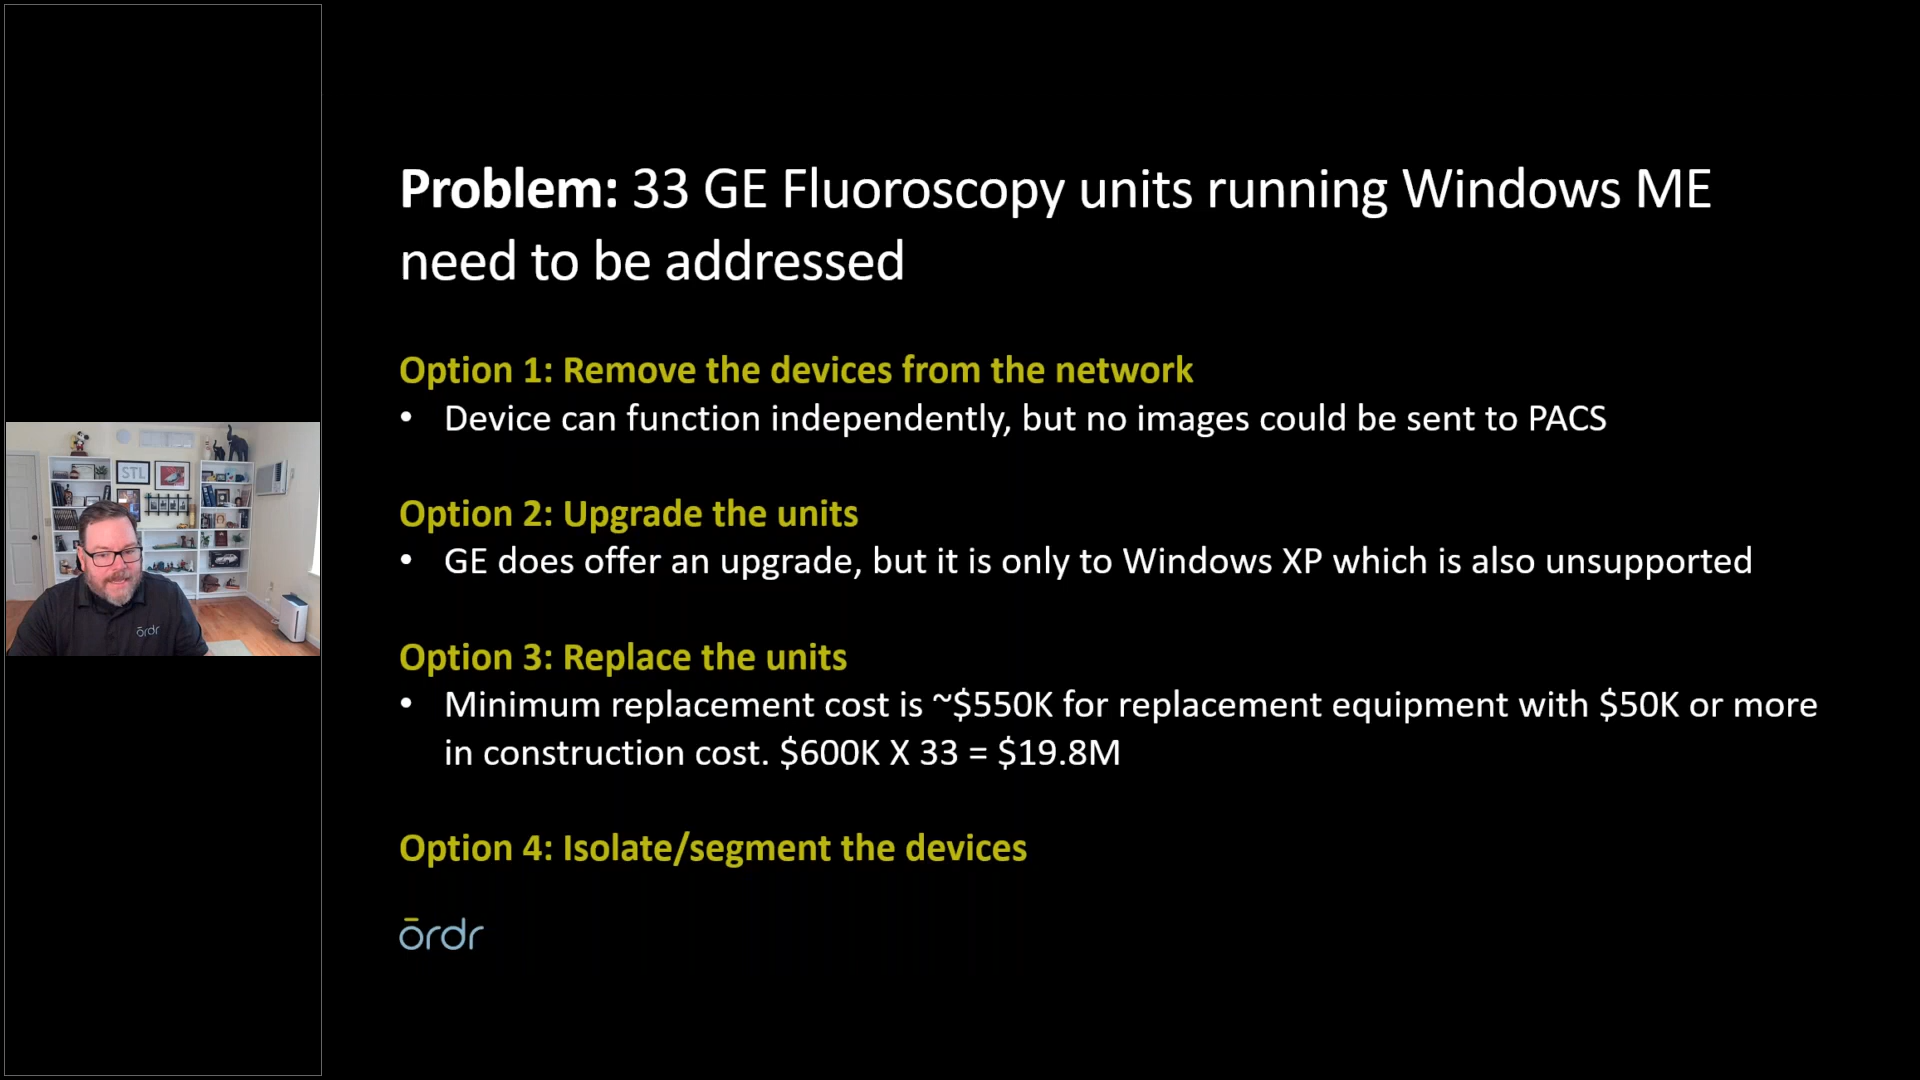 Problem: 33 GE Fluoroscopy units running Windows ME
need to be addressed
Option 1: Remove the devices from the network
• Device can function independently, but no images could be sent to PACS
Option 2: Upgrade the units
• GE does offer an upgrade, but it is only to Windows XP which is also unsupported
Option 3: Replace the units
• Minimum replacement cost is ~$550K for replacement equipment with $50K or more
in construction cost. $600K X 33 = $19.8M
Option 4: Isolate/segment the devices
ōrdr
STL
ōrdr